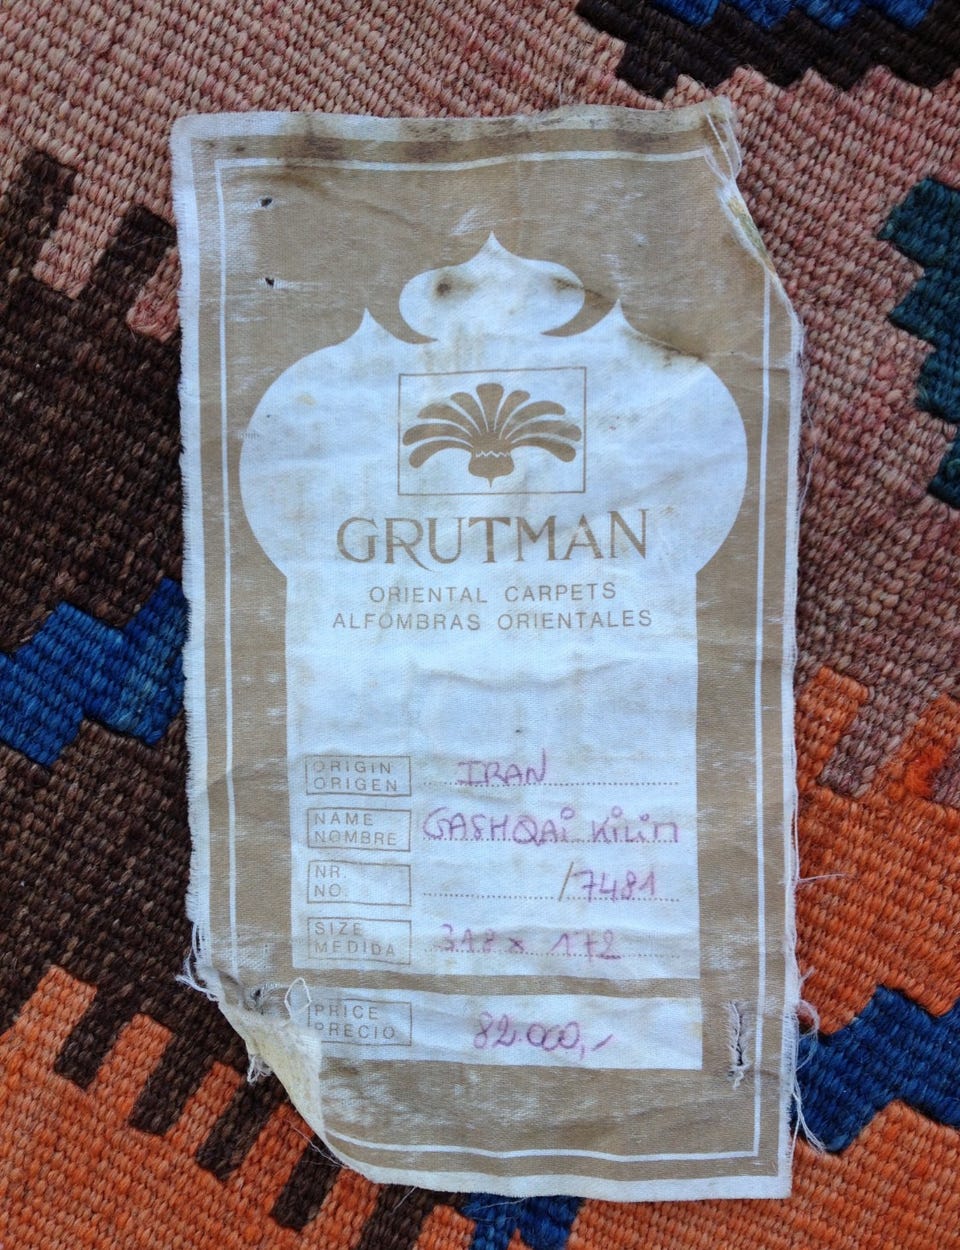 GRUTMAN
ORIENTAL CARPETS
ALFOMBRAS ORIENTALES
ORIGIN
ORIGEN
IRAN
NAME
NOMBRE
GASHQAi KiLiM
NR.
NO.
/7481
SIZE
MEDIDA
318 x 172
PRICE
PRECIO
82.000,-